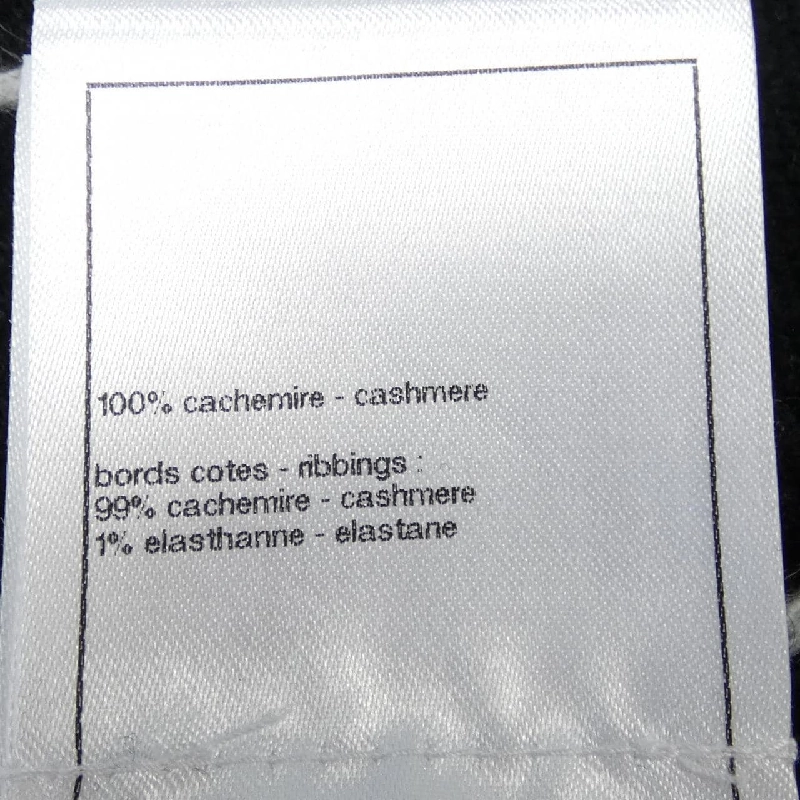 100% cachemire - cashmere
bords cotes - ribbings :
99% cachemire - cashmere
1% elasthanne - elastane